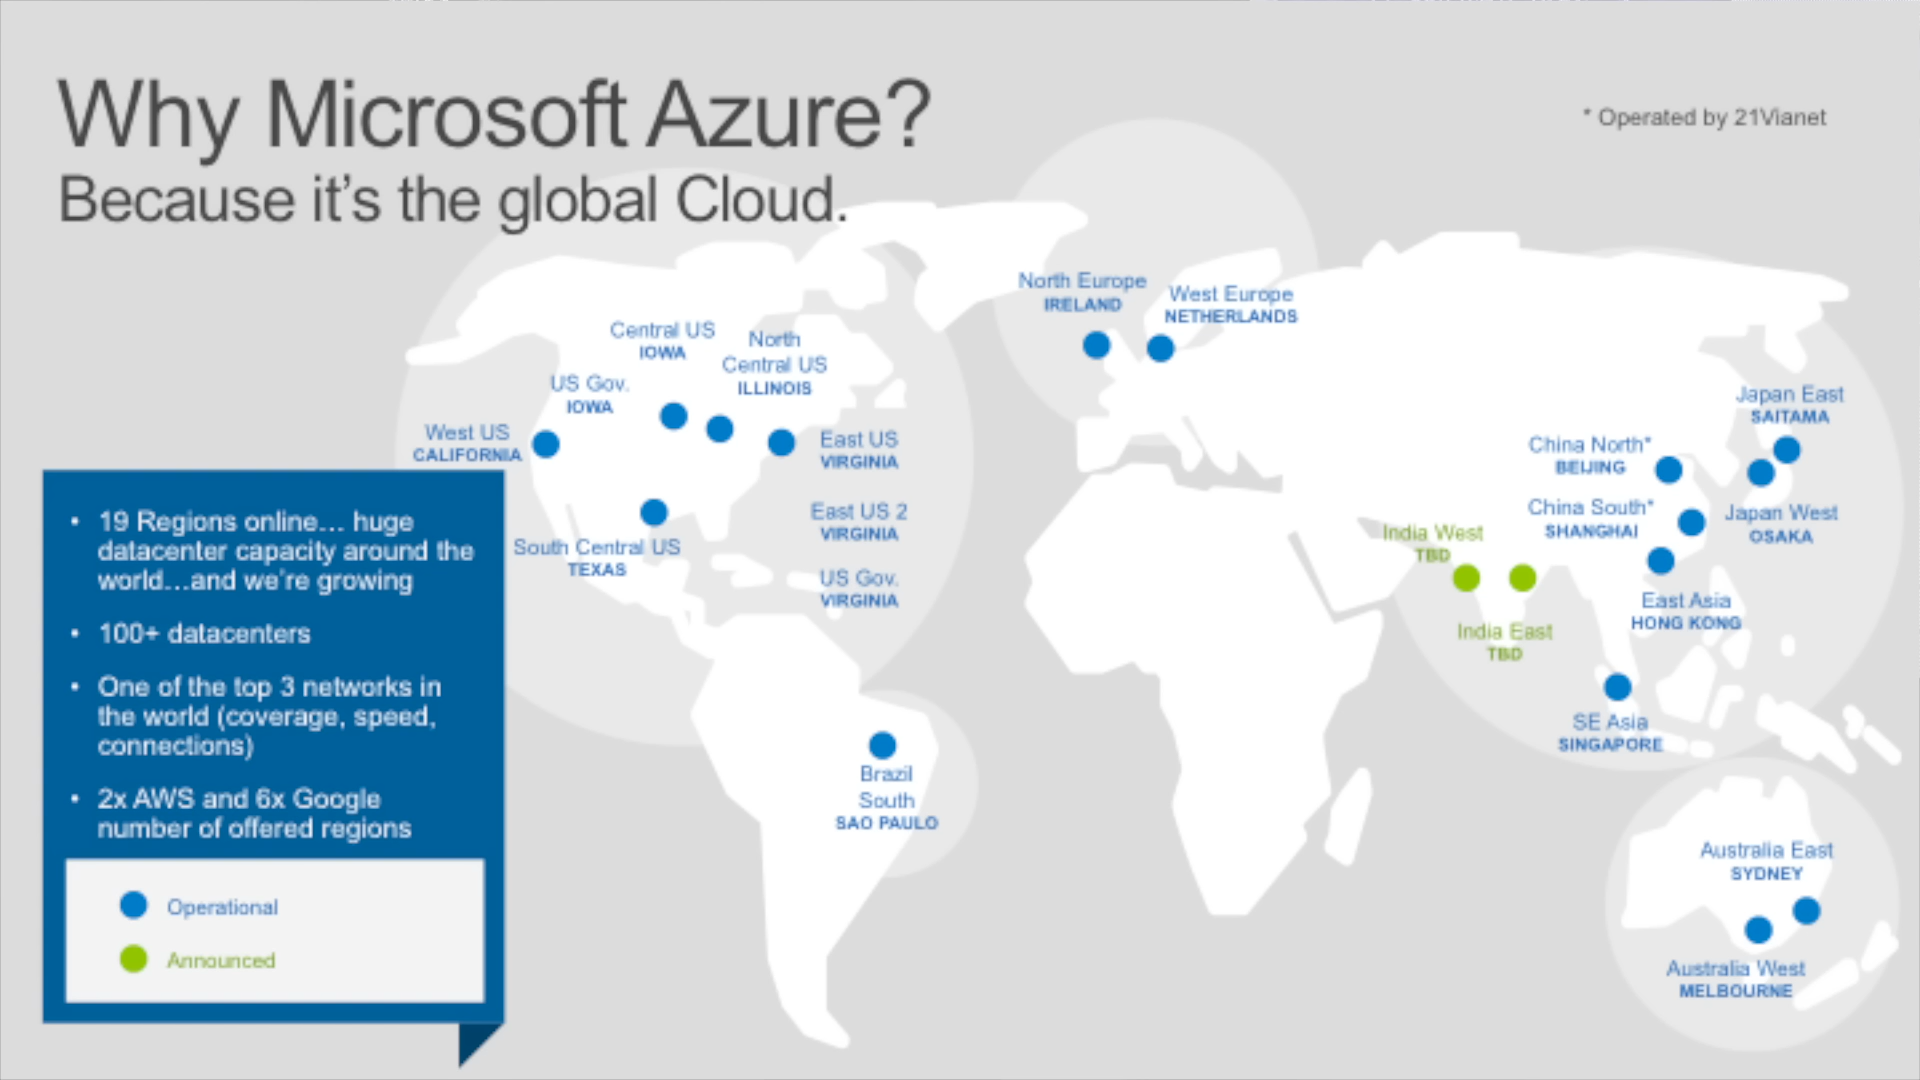 Why Microsoft Azure?
Because it's the global Cloud.
* Operated by 21Vianet
North Europe
IRELAND
West Europe
NETHERLANDS
Central US
IOWA
North
Central US
ILLINOIS
US Gov.
IOWA
West US
CALIFORNIA
East US
VIRGINIA
East US 2
VIRGINIA
South Central US
TEXAS
US Gov.
VIRGINIA
Japan East
SAITAMA
China North*
BEIJING
China South*
SHANGHAI
Japan West
OSAKA
India West
TBD
East Asia
HONG KONG
India East
TBD
SE Asia
SINGAPORE
Brazil
South
SAO PAULO
Australia East
SYDNEY
Australia West
MELBOURNE
• 19 Regions online... huge
datacenter capacity around the
world...and we're growing
• 100+ datacenters
• One of the top 3 networks in
the world (coverage, speed,
connections)
• 2x AWS and 6x Google
number of offered regions
Operational
Announced